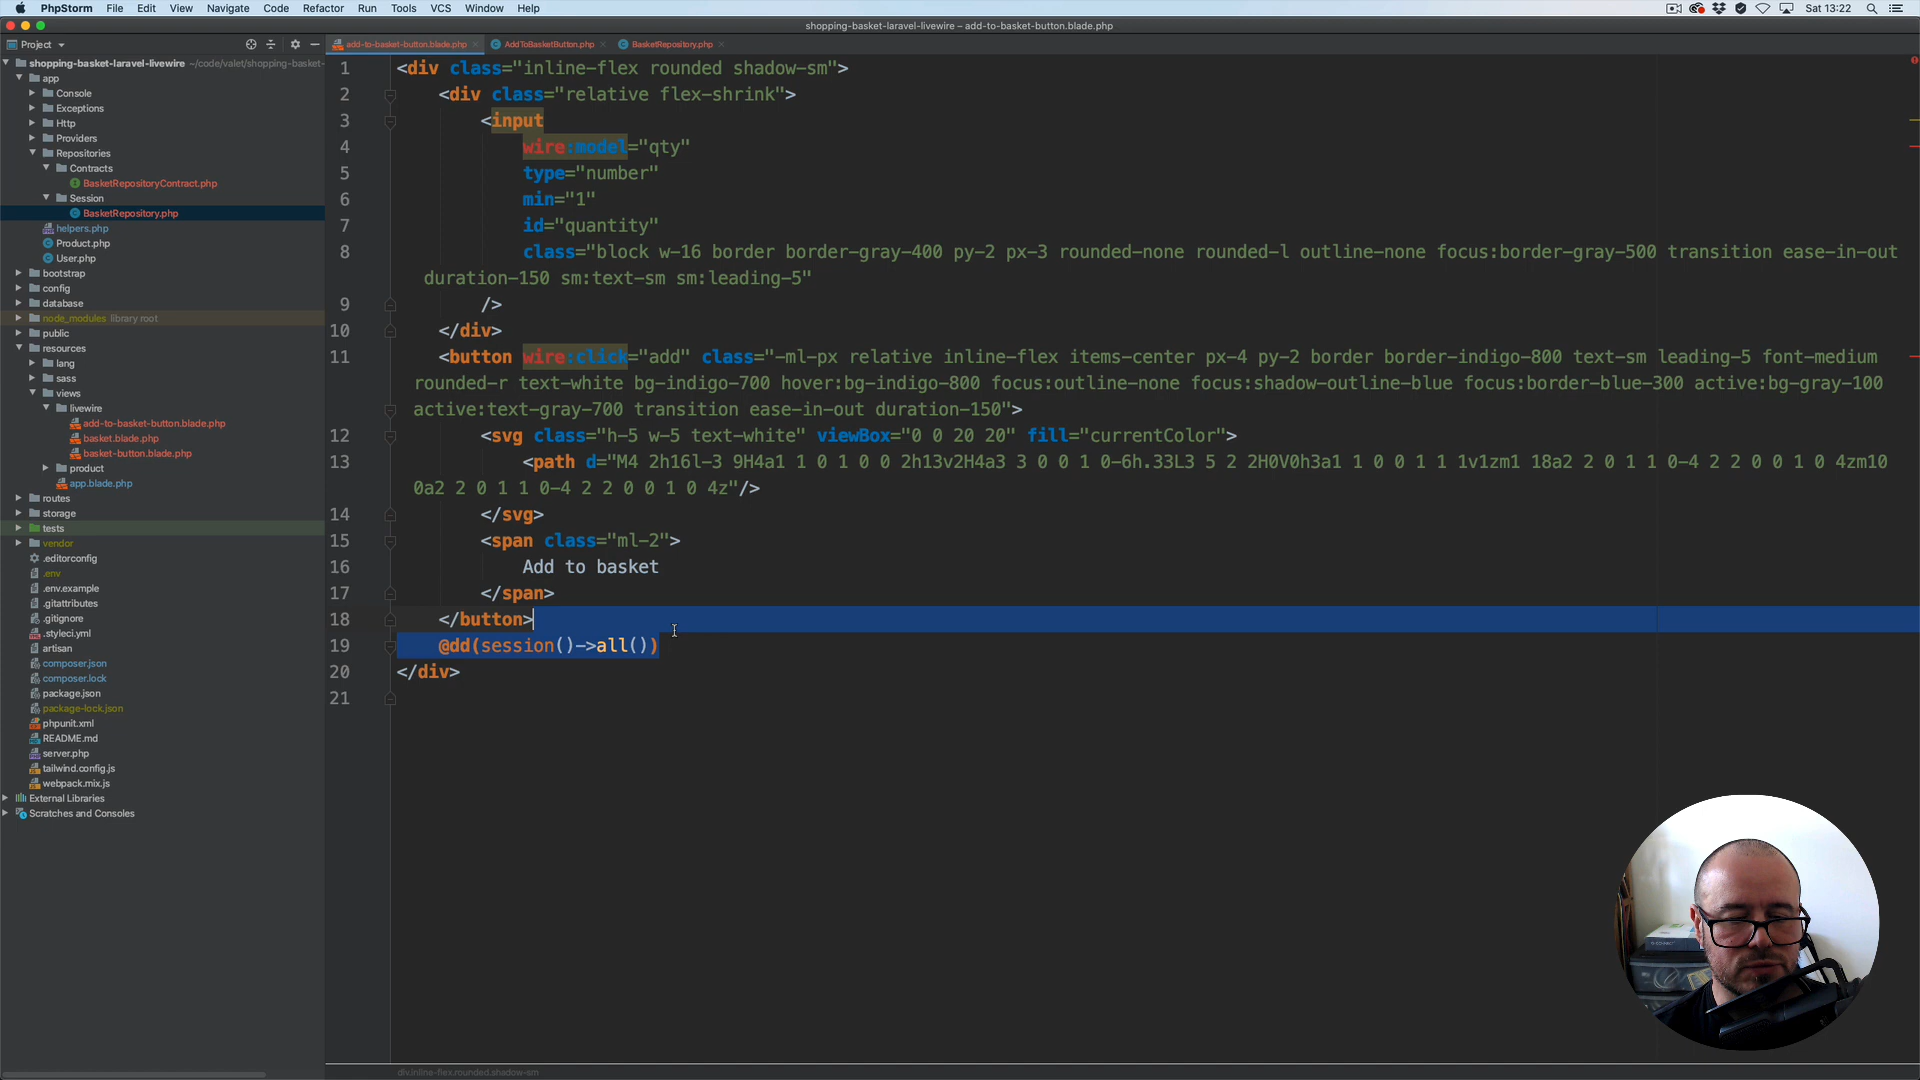 PhpStorm File Edit View Navigate Code Refactor Run Tools VCS Window Help Sat 13:22
shopping-basket-laravel-livewire – add-to-basket-button.blade.php
Project
add-to-basket-button.blade.php AddToBasketButton.php BasketRepository.php
shopping-basket-laravel-livewire ~/code/valet/shopping-basket-
app
Console
Exceptions
Http
Providers
Repositories
Contracts
BasketRepositoryContract.php
Session
BasketRepository.php
helpers.php
Product.php
User.php
bootstrap
config
database
node_modules library root
public
resources
lang
sass
views
livewire
add-to-basket-button.blade.php
basket.blade.php
basket-button.blade.php
product
app.blade.php
routes
storage
tests
vendor
.editorconfig
.env
.env.example
.gitattributes
.gitignore
.styleci.yml
artisan
composer.json
composer.lock
package.json
package-lock.json
phpunit.xml
README.md
server.php
tailwind.config.js
webpack.mix.js
External Libraries
Scratches and Consoles
1 <div class="inline-flex rounded shadow-sm">
2 <div class="relative flex-shrink">
3 <input
4 wire:model="qty"
5 type="number"
6 min="1"
7 id="quantity"
8 class="block w-16 border border-gray-400 py-2 px-3 rounded-none rounded-l outline-none focus:border-gray-500 transition ease-in-out
duration-150 sm:text-sm sm:leading-5"
9 />
10 </div>
11 <button wire:click="add" class="-ml-px relative inline-flex items-center px-4 py-2 border border-indigo-800 text-sm leading-5 font-medium
rounded-r text-white bg-indigo-700 hover:bg-indigo-800 focus:outline-none focus:shadow-outline-blue focus:border-blue-300 active:bg-gray-100
active:text-gray-700 transition ease-in-out duration-150">
12 <svg class="h-5 w-5 text-white" viewBox="0 0 20 20" fill="currentColor">
13 <path d="M4 2h16l-3 9H4a1 1 0 1 0 0 2h13v2H4a3 3 0 0 1 0-6h.33L3 5 2 2H0V0h3a1 1 0 0 1 1 1v1zm1 18a2 2 0 1 1 0-4 2 2 0 0 1 0 4zm10
0a2 2 0 1 1 0-4 2 2 0 0 1 0 4z"/>
14 </svg>
15 <span class="ml-2">
16 Add to basket
17 </span>
18 </button>
19 @dd(session()->all())
20 </div>
21
div.inline-flex.rounded.shadow-sm